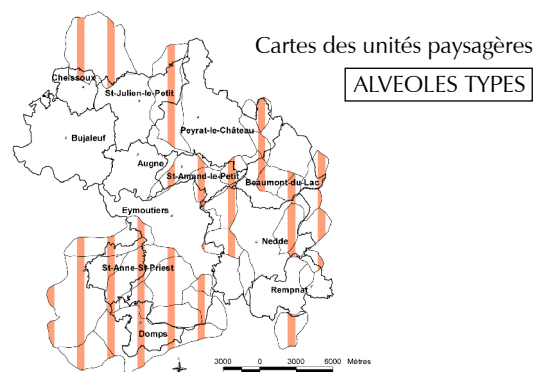 Cartes des unités paysagères
ALVEOLES TYPES
Cheissoux
St-Julien-le-Petit
Peyrat-le-Château
Bujaleuf
Augne
St-Amand-le-Petit
Beaumont-du-Lac
Eymoutiers
Nedde
St-Anne-St-Priest
Rempnat
Domps
3000 0 3000 6000 Mètres